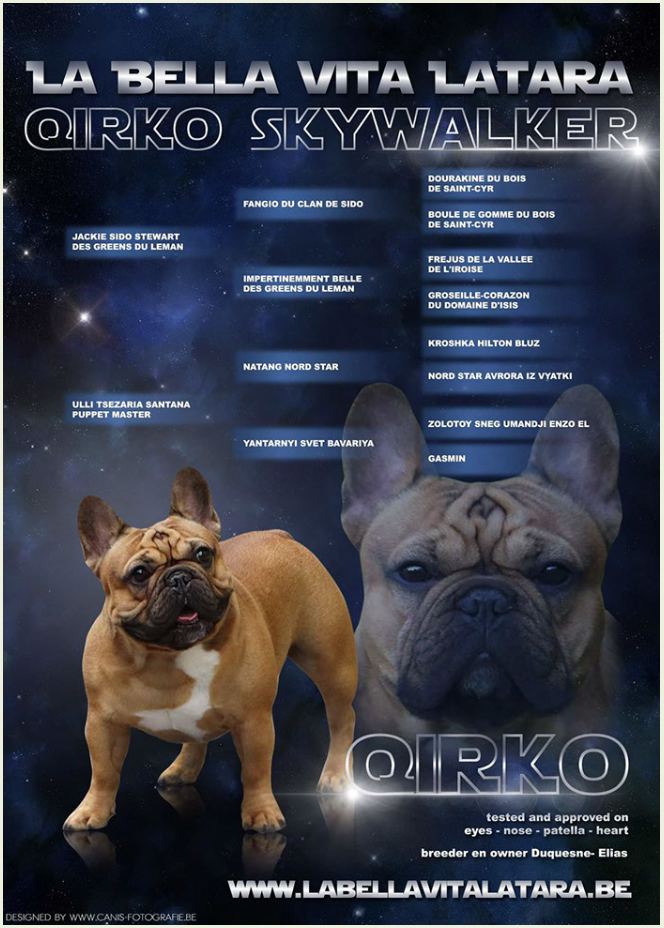 LA BELLA VITA LATARA
QIRKO SKYWALKER
JACKIE SIDO STEWART
DES GREENS DU LEMAN
ULLI TSEZARIA SANTANA
PUPPET MASTER
FANGIO DU CLAN DE SIDO
IMPERTINEMMENT BELLE
DES GREENS DU LEMAN
NATANG NORD STAR
YANTARNYI SVET BAVARIYA
DOURAKINE DU BOIS
DE SAINT-CYR
BOULE DE GOMME DU BOIS
DE SAINT-CYR
FREJUS DE LA VALLEE
DE L'IROISE
GROSEILLE-CORAZON
DU DOMAINE D'ISIS
KROSHKA HILTON BLUZ
NORD STAR AVRORA IZ VYATKI
ZOLOTOY SNEG UMANDJI ENZO EL
GASMIN
QIRKO
tested and approved on
eyes - nose - patella - heart
breeder en owner Duquesne- Elias
WWW.LABELLAVITALATARA.BE
DESIGNED BY WWW.CANIS-FOTOGRAFIE.BE